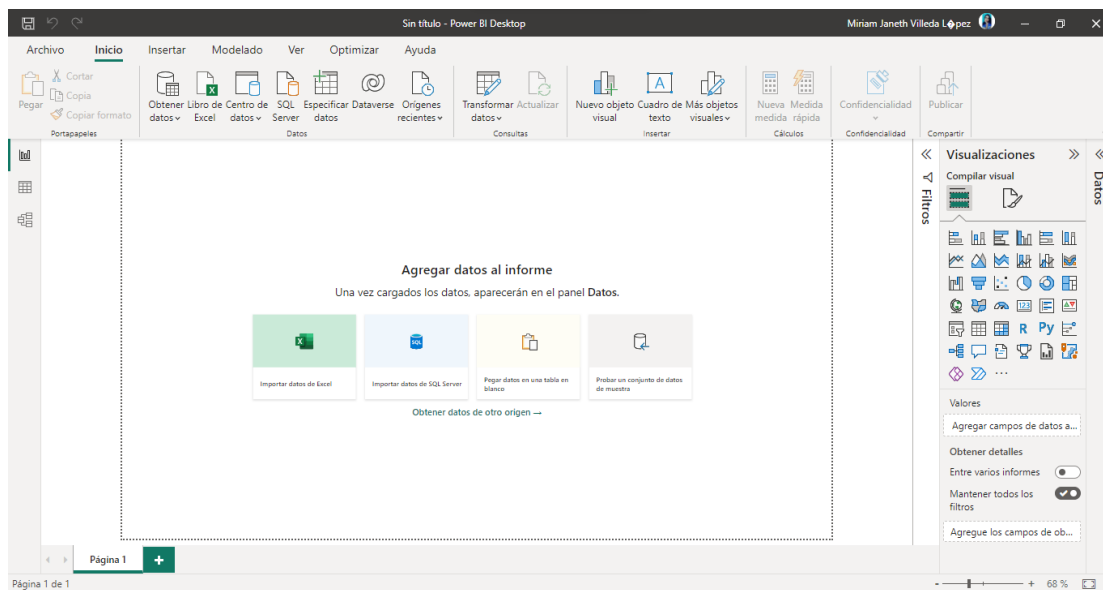 Sin título - Power BI Desktop
Miriam Janeth Villeda L�pez
Archivo Inicio Insertar Modelado Ver Optimizar Ayuda
Pegar
Cortar
Copia
Copiar formato
Portapapeles
Obtener datos
Libro de Excel
Centro de datos
SQL Server
Especificar datos
Dataverse
Orígenes recientes
Datos
Transformar datos
Actualizar
Consultas
Nuevo objeto visual
Cuadro de texto
Más objetos visuales
Insertar
Nueva medida
Medida rápida
Cálculos
Confidencialidad
Confidencialidad
Publicar
Compartir
Agregar datos al informe
Una vez cargados los datos, aparecerán en el panel Datos.
SQL
Importar datos de Excel
Importar datos de SQL Server
Pegar datos en una tabla en
blanco
Probar un conjunto de datos
de muestra
Obtener datos de otro origen →
Filtros
Visualizaciones
Compilar visual
123
R Py
...
Valores
Agregar campos de datos a...
Obtener detalles
Entre varios informes
Mantener todos los
filtros
Agregue los campos de ob...
Datos
Página 1
+
Página 1 de 1
- + 68 %